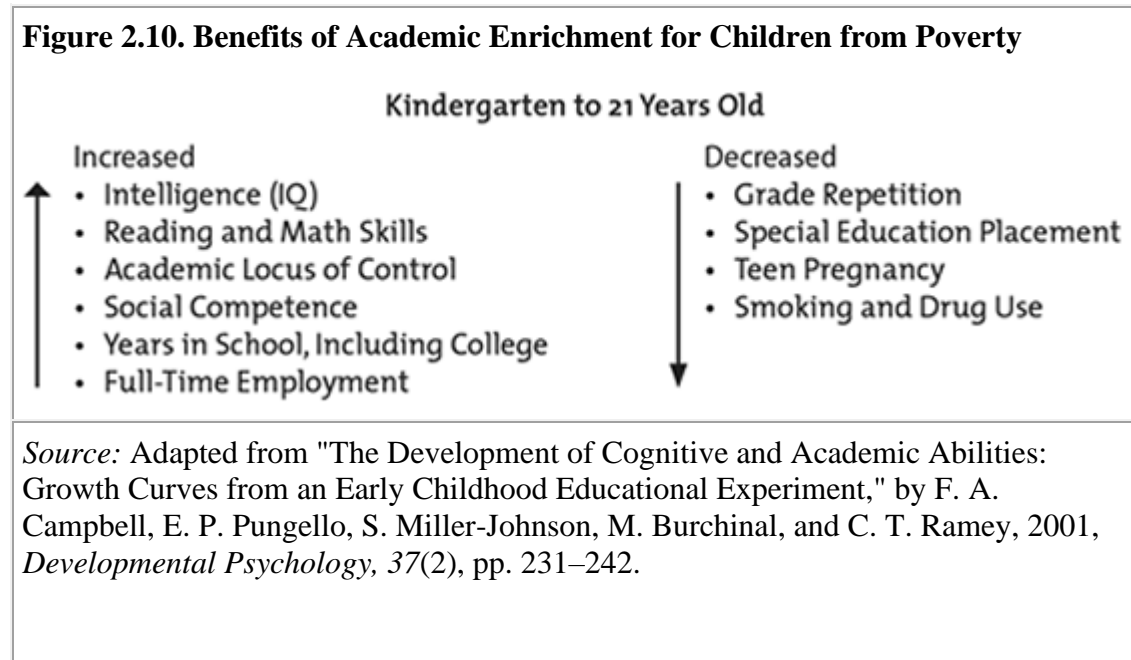 Figure 2.10. Benefits of Academic Enrichment for Children from Poverty
Kindergarten to 21 Years Old
Increased
• Intelligence (IQ)
• Reading and Math Skills
• Academic Locus of Control
• Social Competence
• Years in School, Including College
• Full-Time Employment
Decreased
• Grade Repetition
• Special Education Placement
• Teen Pregnancy
• Smoking and Drug Use
Source: Adapted from "The Development of Cognitive and Academic Abilities:
Growth Curves from an Early Childhood Educational Experiment," by F. A.
Campbell, E. P. Pungello, S. Miller-Johnson, M. Burchinal, and C. T. Ramey, 2001,
Developmental Psychology, 37(2), pp. 231–242.